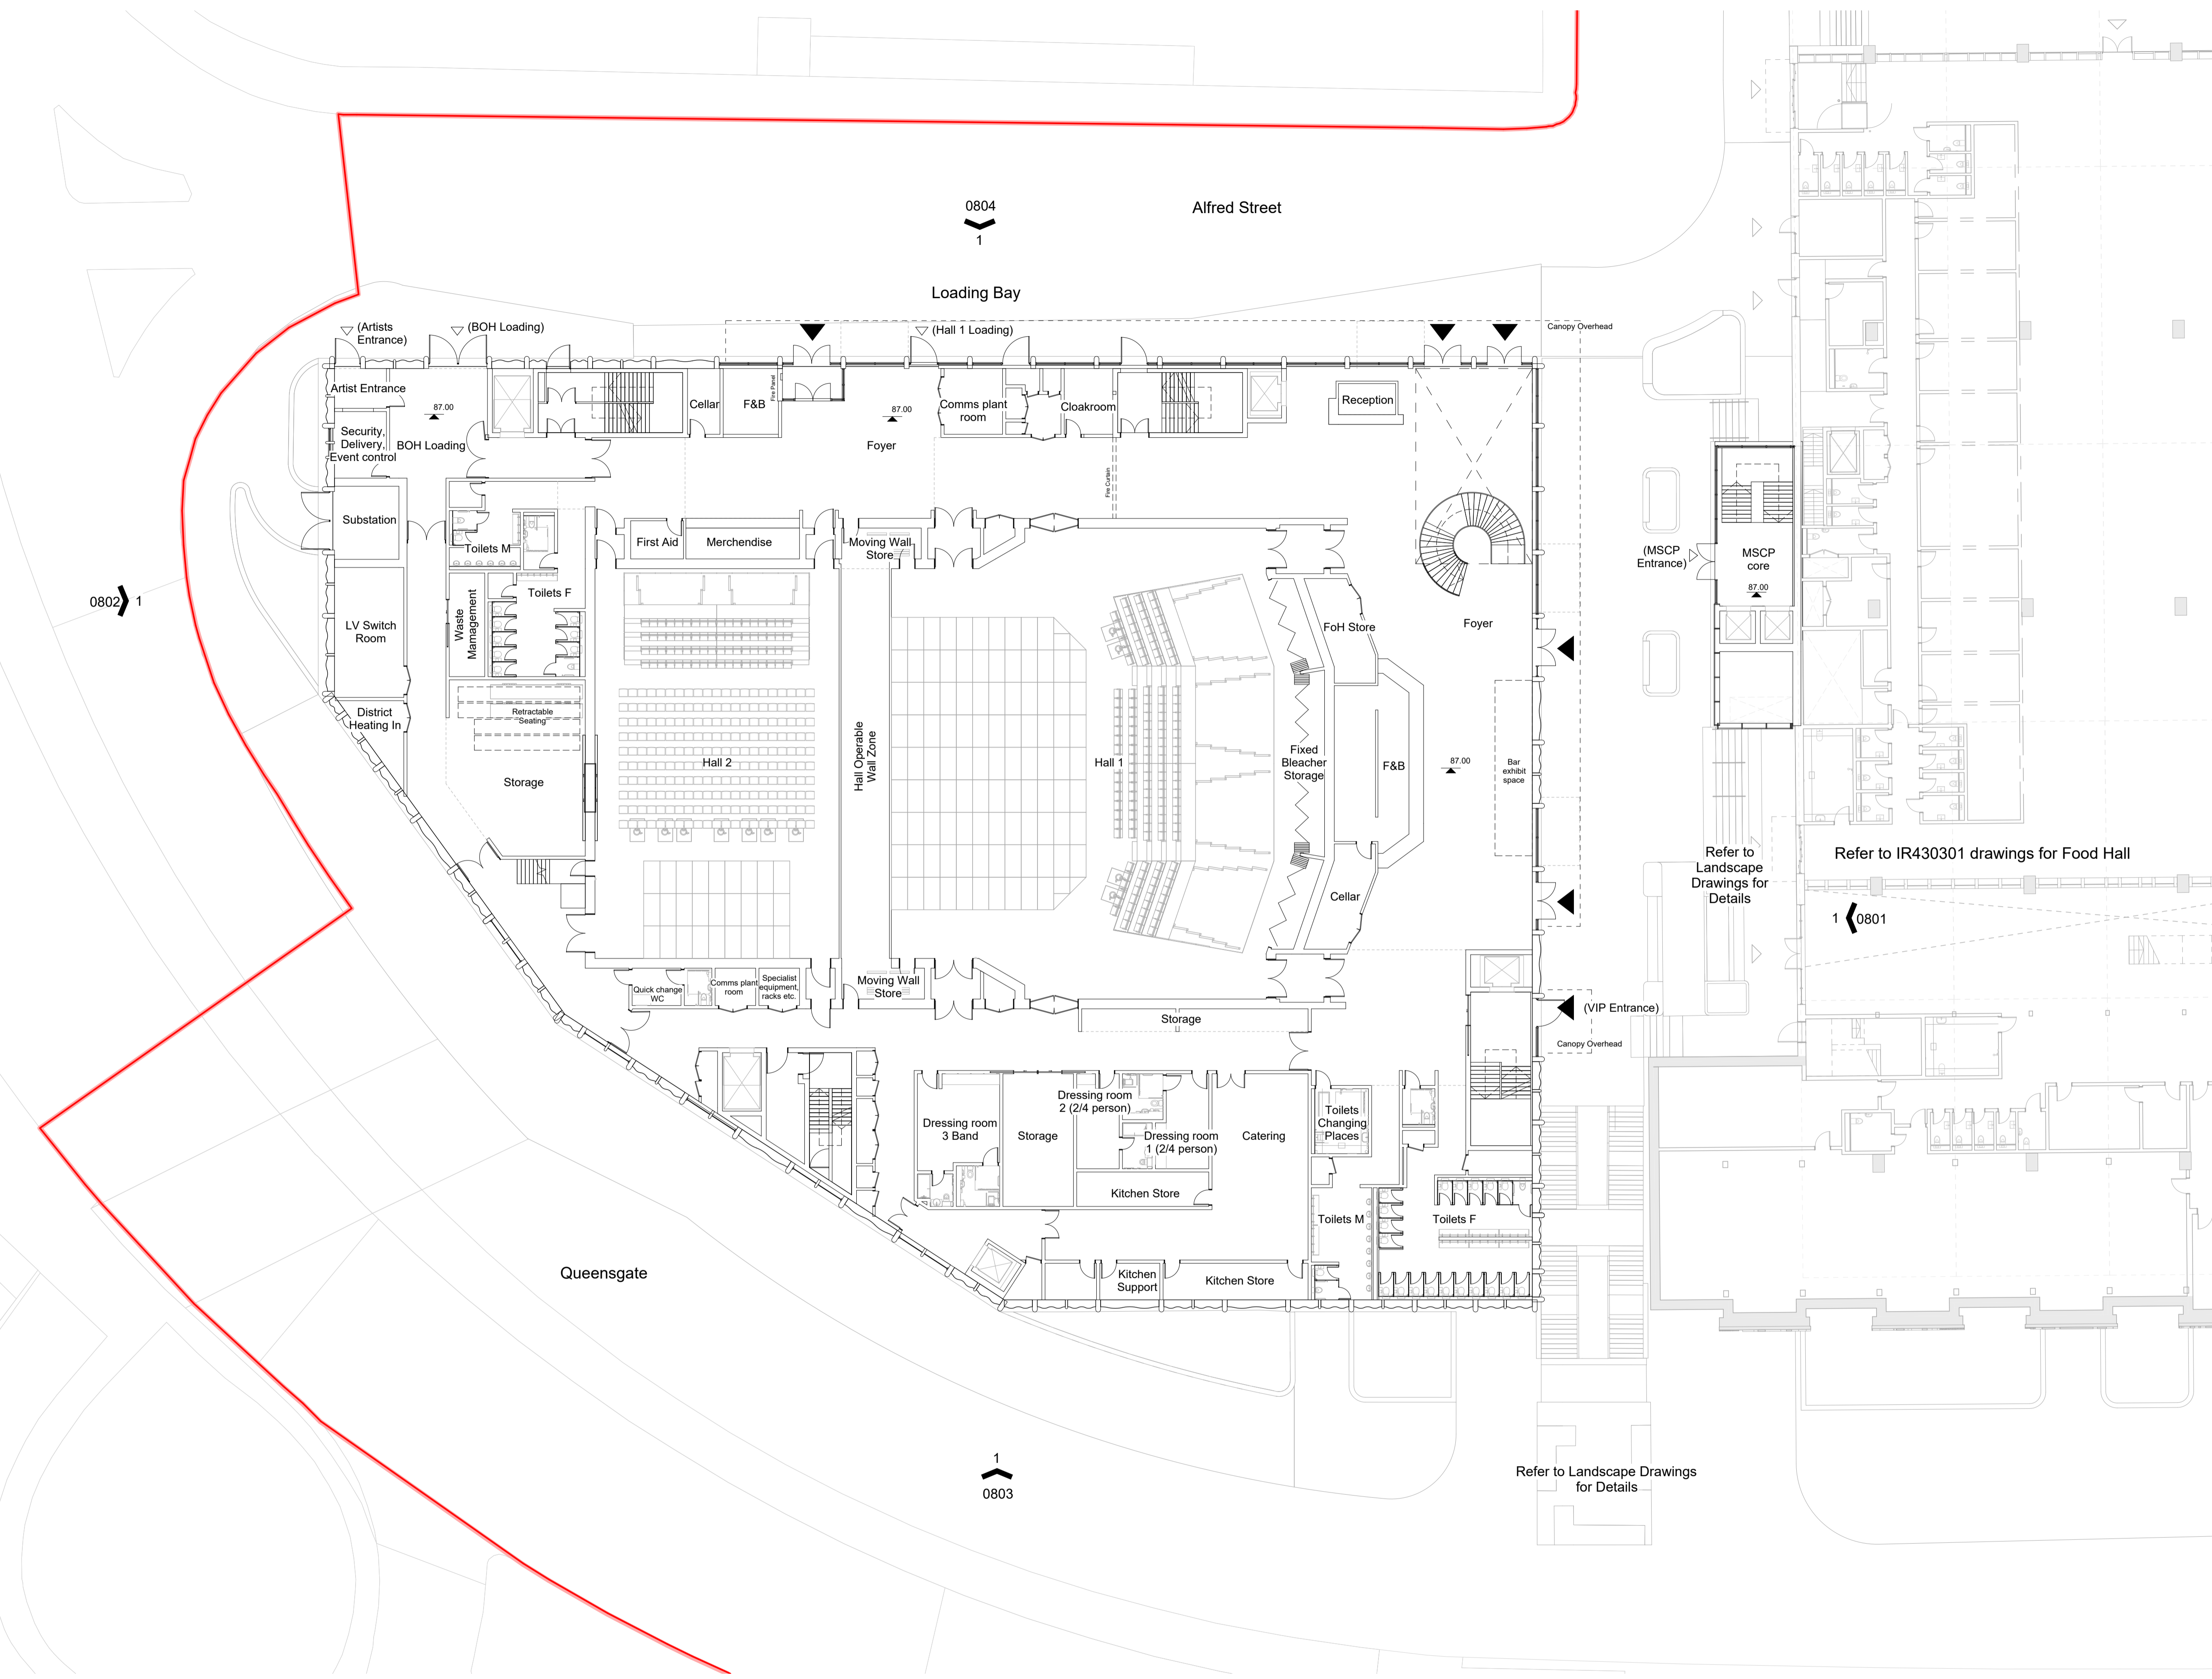 0804
1
Alfred Street
Loading Bay
(Artists
Entrance)
(BOH Loading)
(Hall 1 Loading)
Canopy Overhead
Artist Entrance
87.00
Security,
Delivery,
Event control
BOH Loading
Cellar
F&B
Fire Panel
87.00
Foyer
Comms plant
room
Cloakroom
Fire Curtain
Reception
Substation
Toilets M
First Aid
Merchendise
Moving Wall
Store
(MSCP
Entrance)
MSCP
core
87.00
0802
1
LV Switch
Room
Waste
Management
Toilets F
FoH Store
Foyer
District
Heating In
Retractable
Seating
Storage
Hall 2
Hall Operable
Wall Zone
Hall 1
Fixed
Bleacher
Storage
F&B
87.00
Bar
exhibit
space
Cellar
Refer to
Landscape
Drawings for
Details
Refer to IR430301 drawings for Food Hall
1
0801
Quick change
WC
Comms plant
room
Specialist
equipment,
racks etc.
Moving Wall
Store
Storage
(VIP Entrance)
Canopy Overhead
Dressing room
3 Band
Storage
Dressing room
2 (2/4 person)
Dressing room
1 (2/4 person)
Catering
Toilets
Changing
Places
Kitchen Store
Toilets M
Toilets F
Queensgate
Kitchen
Support
Kitchen Store
1
0803
Refer to Landscape Drawings
for Details